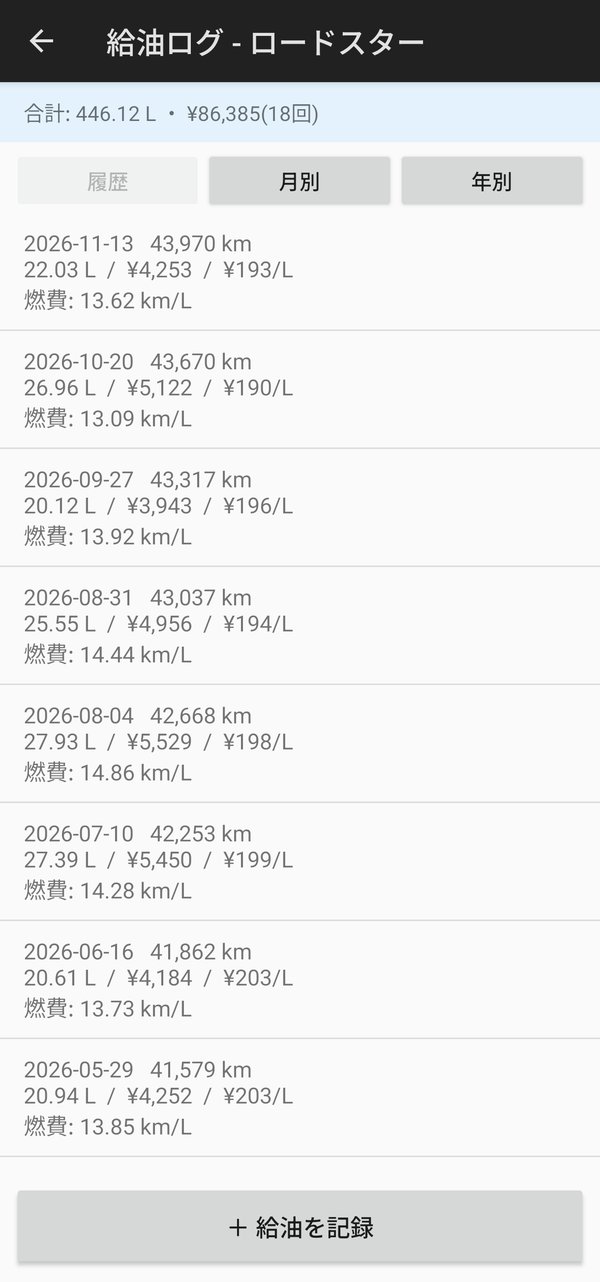 給油ログ - ロードスター
合計: 446.12 L ・ ¥86,385(18回)
履歴 月別 年別
2026-11-13 43,970 km
22.03 L / ¥4,253 / ¥193/L
燃費: 13.62 km/L
2026-10-20 43,670 km
26.96 L / ¥5,122 / ¥190/L
燃費: 13.09 km/L
2026-09-27 43,317 km
20.12 L / ¥3,943 / ¥196/L
燃費: 13.92 km/L
2026-08-31 43,037 km
25.55 L / ¥4,956 / ¥194/L
燃費: 14.44 km/L
2026-08-04 42,668 km
27.93 L / ¥5,529 / ¥198/L
燃費: 14.86 km/L
2026-07-10 42,253 km
27.39 L / ¥5,450 / ¥199/L
燃費: 14.28 km/L
2026-06-16 41,862 km
20.61 L / ¥4,184 / ¥203/L
燃費: 13.73 km/L
2026-05-29 41,579 km
20.94 L / ¥4,252 / ¥203/L
燃費: 13.85 km/L
＋ 給油を記録